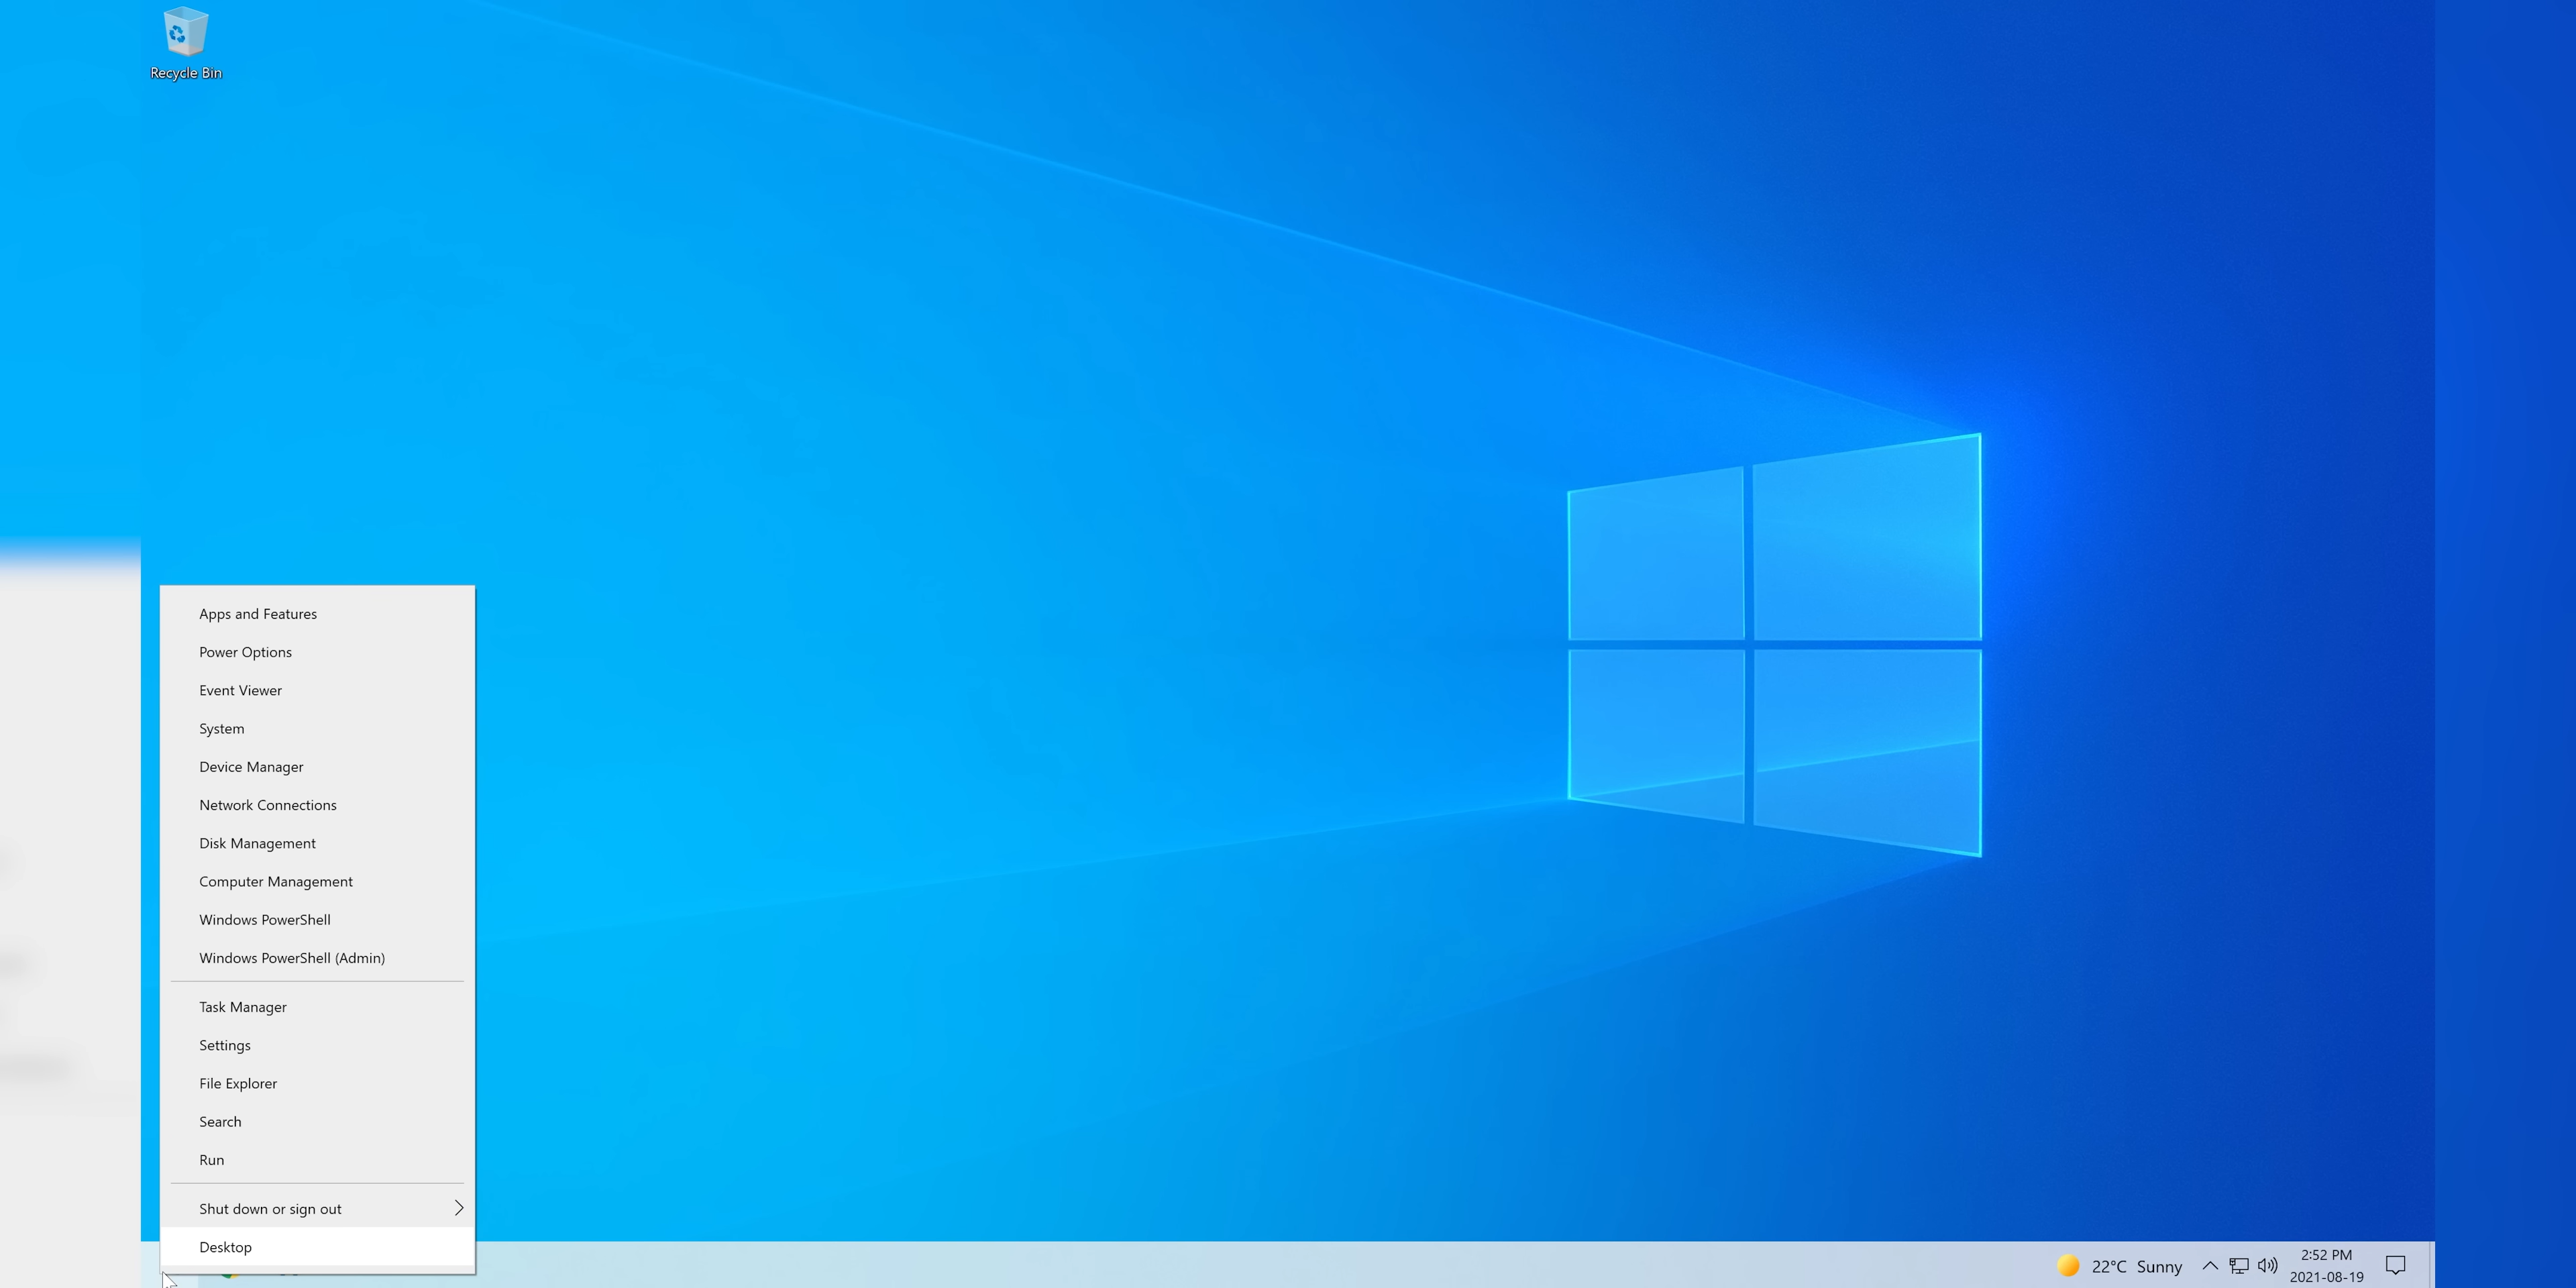 Recycle Bin
Apps and Features
Power Options
Event Viewer
System
Device Manager
Network Connections
Disk Management
Computer Management
Windows PowerShell
Windows PowerShell (Admin)
Task Manager
Settings
File Explorer
Search
Run
Shut down or sign out
Desktop
22°C Sunny
2:52 PM
2021-08-19